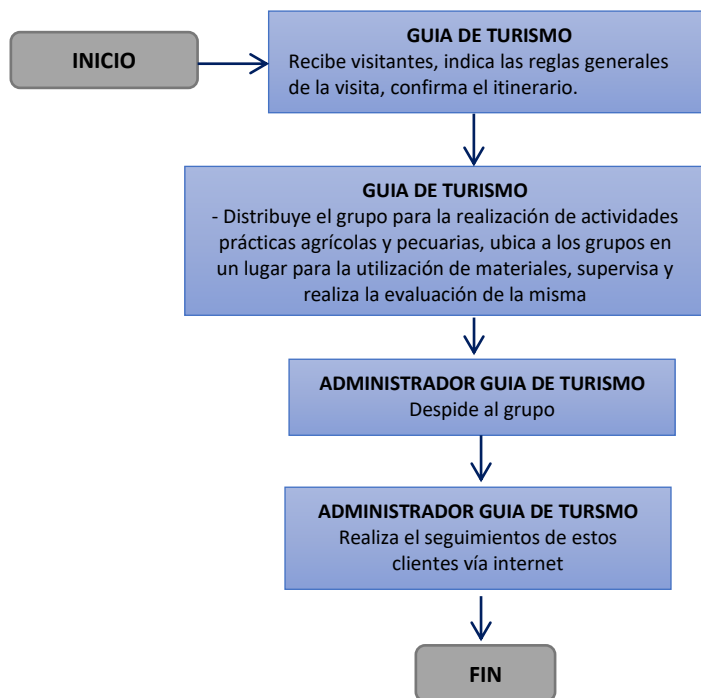 INICIO
GUIA DE TURISMO
Recibe visitantes, indica las reglas generales
de la visita, confirma el itinerario.
GUIA DE TURISMO
- Distribuye el grupo para la realización de actividades
prácticas agrícolas y pecuarias, ubica a los grupos en
un lugar para la utilización de materiales, supervisa y
realiza la evaluación de la misma
ADMINISTRADOR GUIA DE TURISMO
Despide al grupo
ADMINISTRADOR GUIA DE TURSMO
Realiza el seguimientos de estos
clientes vía internet
FIN